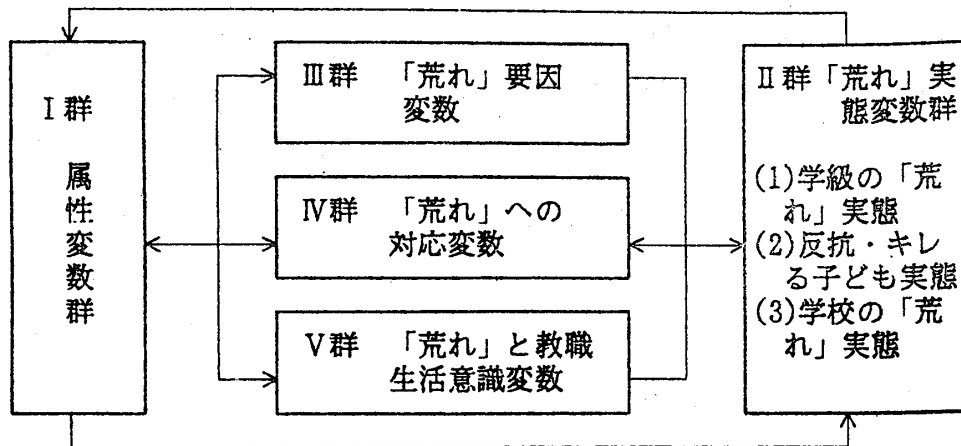 Ⅰ群
属性変数群
Ⅲ群 「荒れ」要因
変数
Ⅳ群 「荒れ」への
対応変数
Ⅴ群 「荒れ」と教職
生活意識変数
Ⅱ群「荒れ」実
態変数群
(1)学級の「荒
れ」実態
(2)反抗・キレ
る子ども実態
(3)学校の「荒
れ」実態